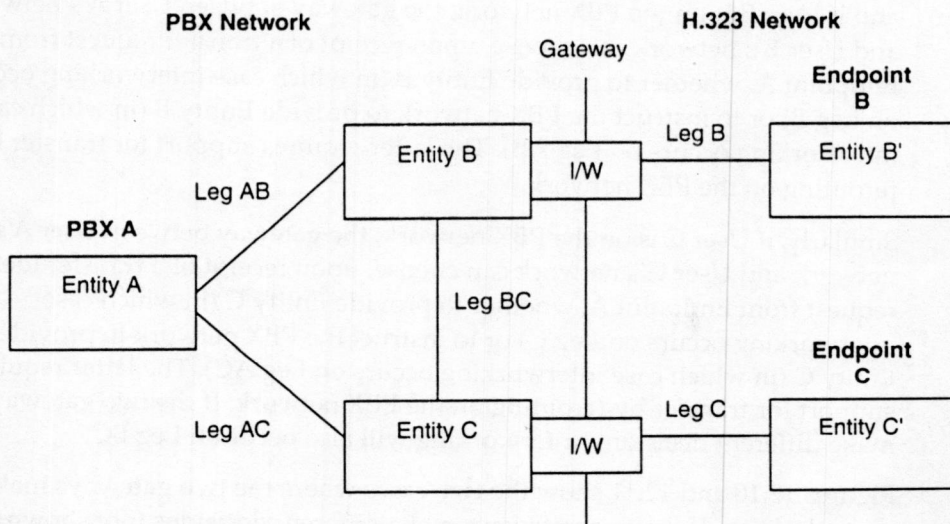 PBX Network
H.323 Network
Gateway
Endpoint
B
Entity B
Leg B
Entity B'
I/W
Leg AB
PBX A
Entity A
Leg BC
Endpoint
C
Leg AC
Entity C
Leg C
Entity C'
I/W